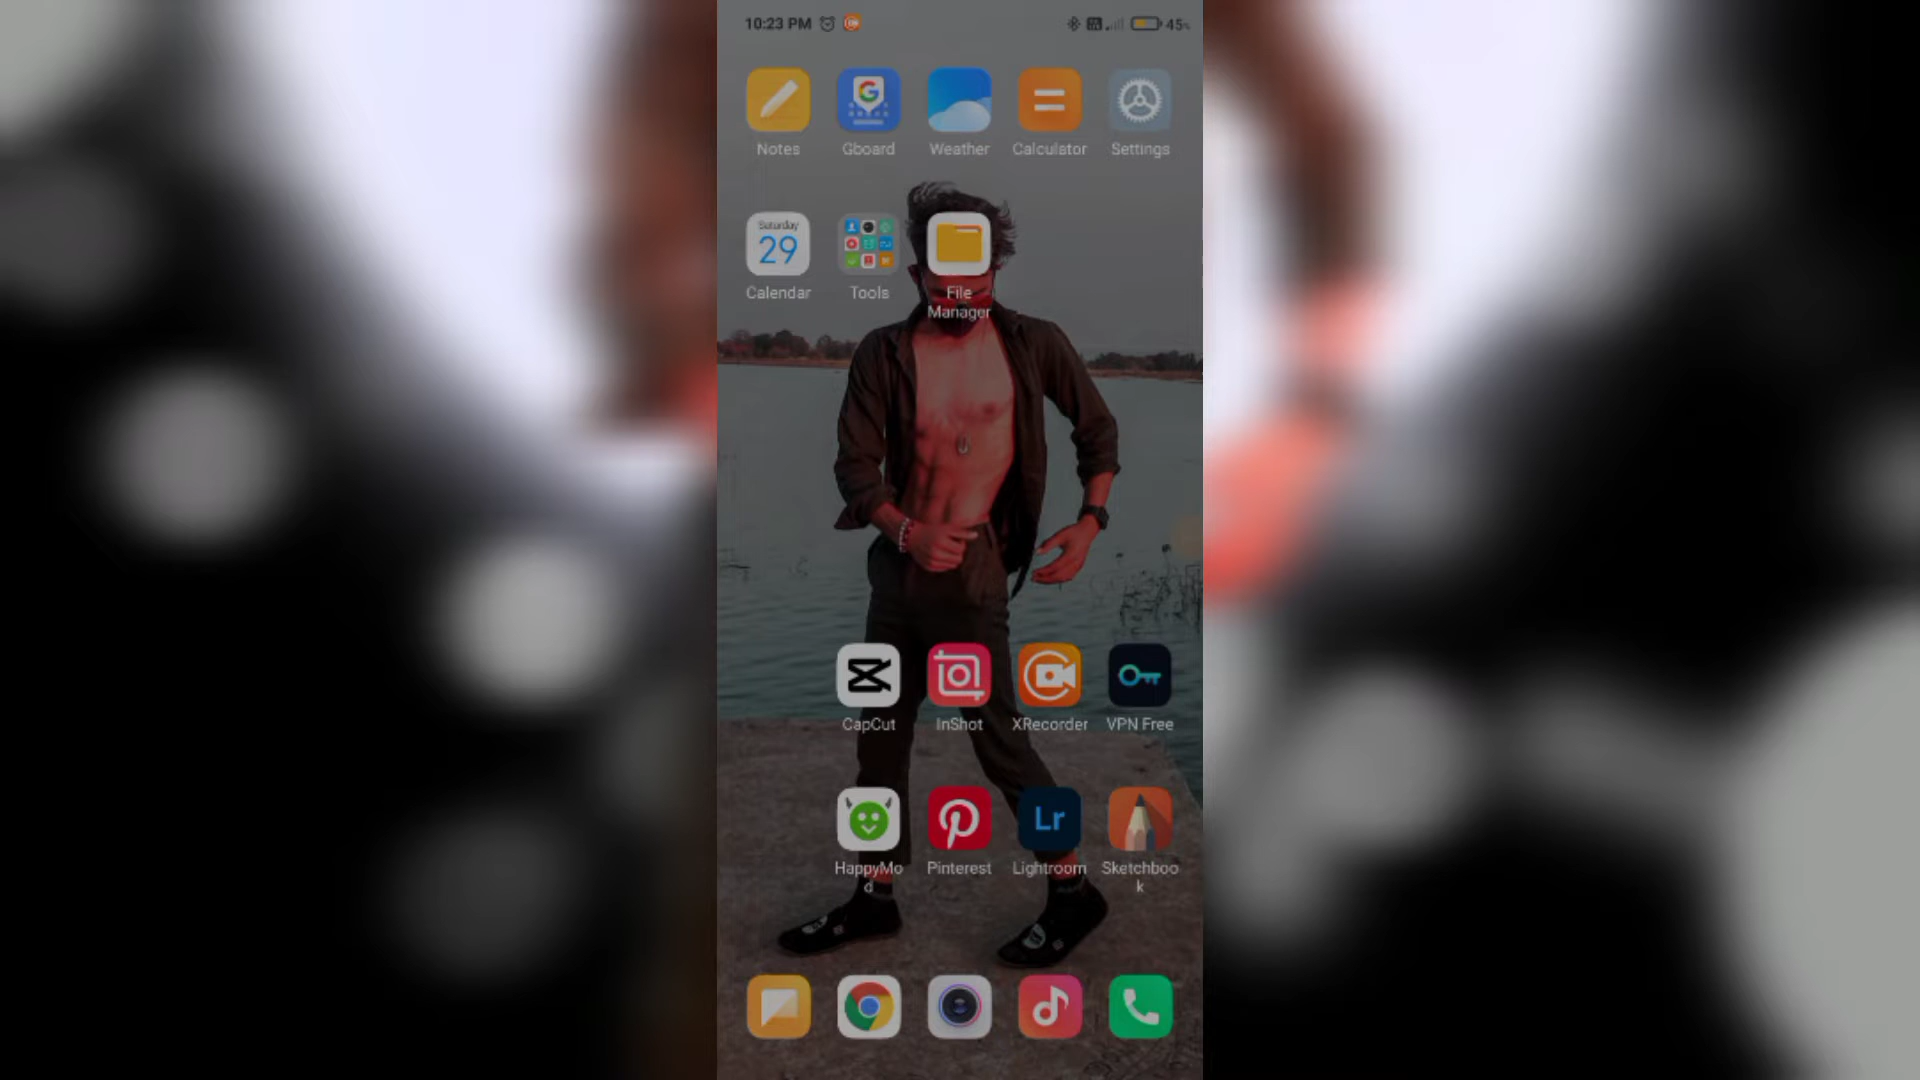 10:23 PM 45%
Notes Gboard Weather Calculator Settings
Saturday
29
Calendar Tools File
Manager
CapCut InShot XRecorder VPN Free
Lr
HappyMo Pinterest Lightroom Sketchboo
d k